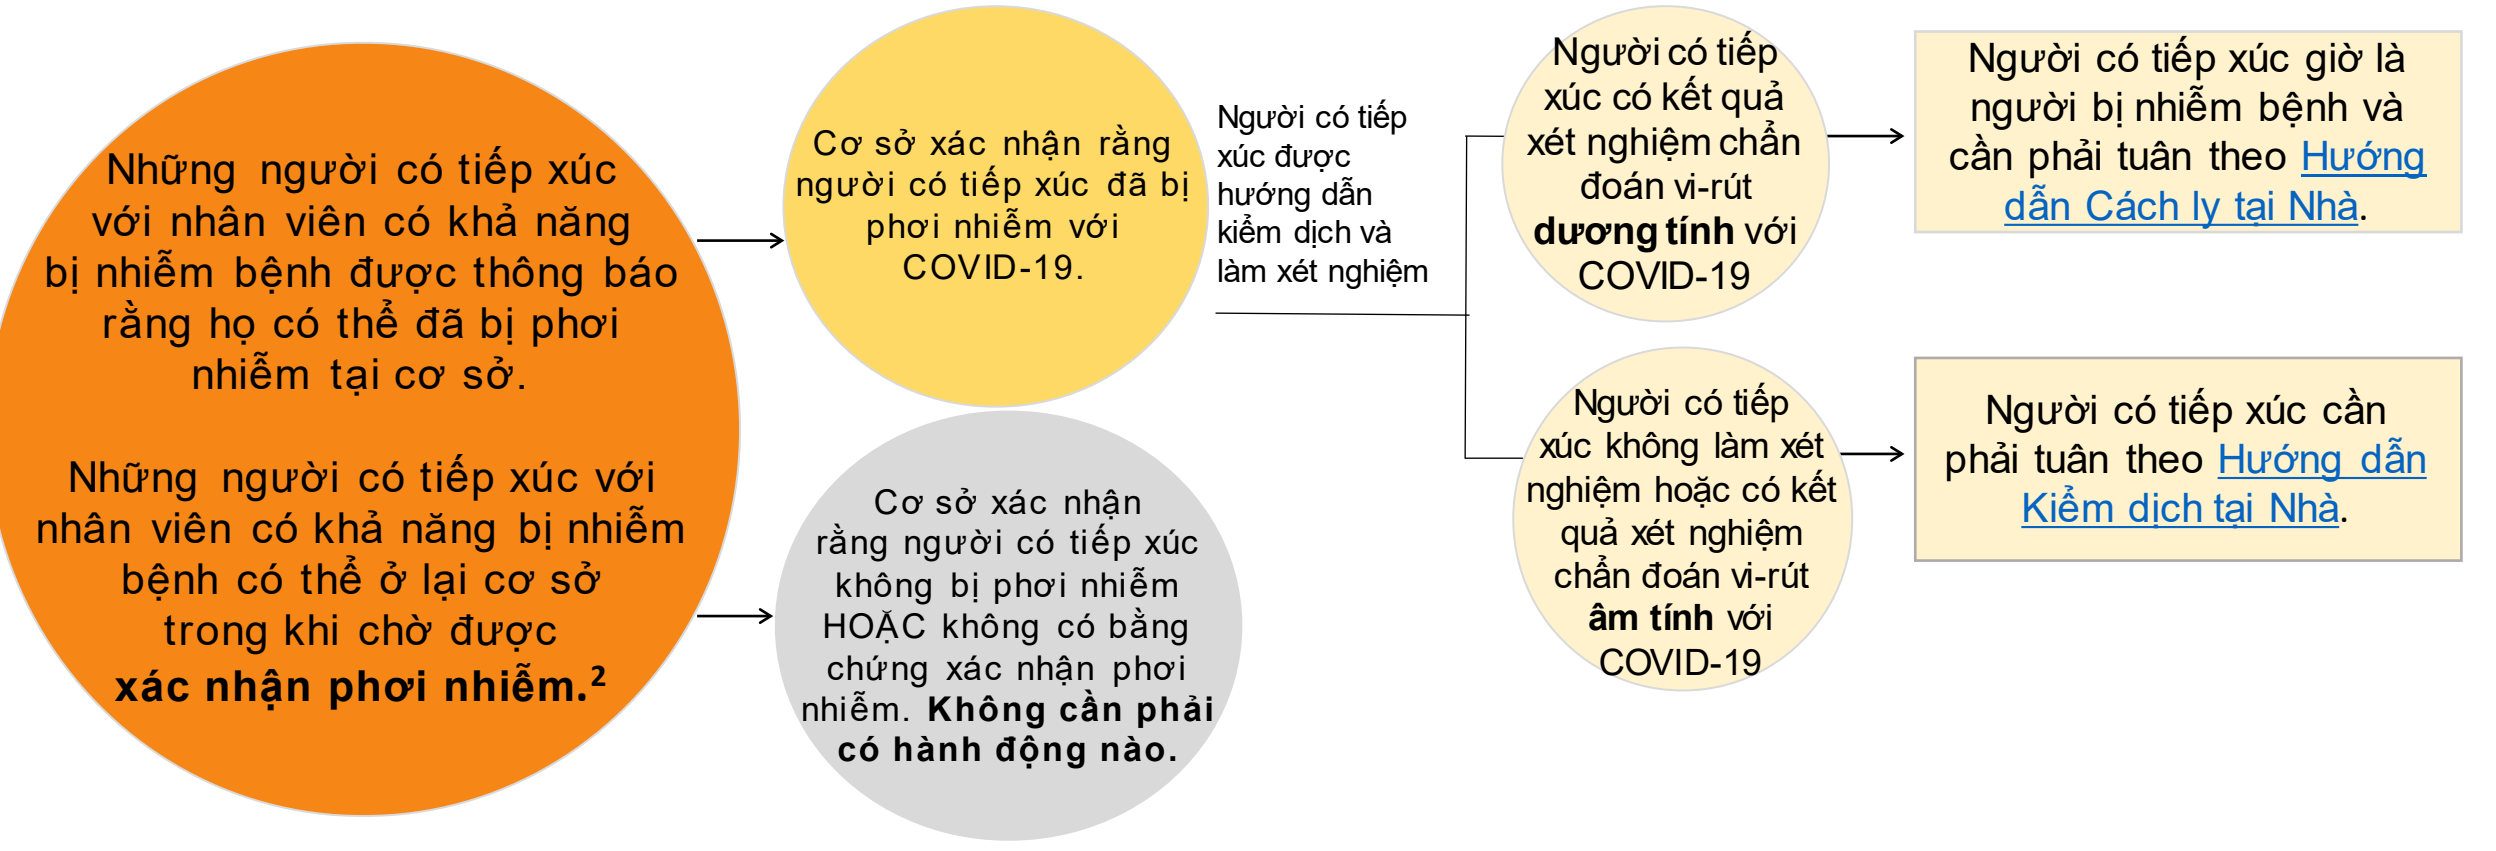 Những người có tiếp xúc
với nhân viên có khả năng
bị nhiễm bệnh được thông báo
rằng họ có thể đã bị phơi
nhiễm tại cơ sở.
Những người có tiếp xúc với
nhân viên có khả năng bị nhiễm
bệnh có thể ở lại cơ sở
trong khi chờ được
xác nhận phơi nhiễm.²
Cơ sở xác nhận rằng
người có tiếp xúc đã bị
phơi nhiễm với
COVID-19.
Cơ sở xác nhận
rằng người có tiếp xúc
không bị phơi nhiễm
HOẶC không có bằng
chứng xác nhận phơi
nhiễm. Không cần phải
có hành động nào.
Người có tiếp
xúc được
hướng dẫn
kiểm dịch và
làm xét nghiệm
Người có tiếp
xúc có kết quả
xét nghiệm chẩn
đoán vi-rút
dương tính với
COVID-19
Người có tiếp xúc giờ là
người bị nhiễm bệnh và
cần phải tuân theo Hướng
dẫn Cách ly tại Nhà.
Người có tiếp
xúc không làm xét
nghiệm hoặc có kết
quả xét nghiệm
chẩn đoán vi-rút
âm tính với
COVID-19
Người có tiếp xúc cần
phải tuân theo Hướng dẫn
Kiểm dịch tại Nhà.